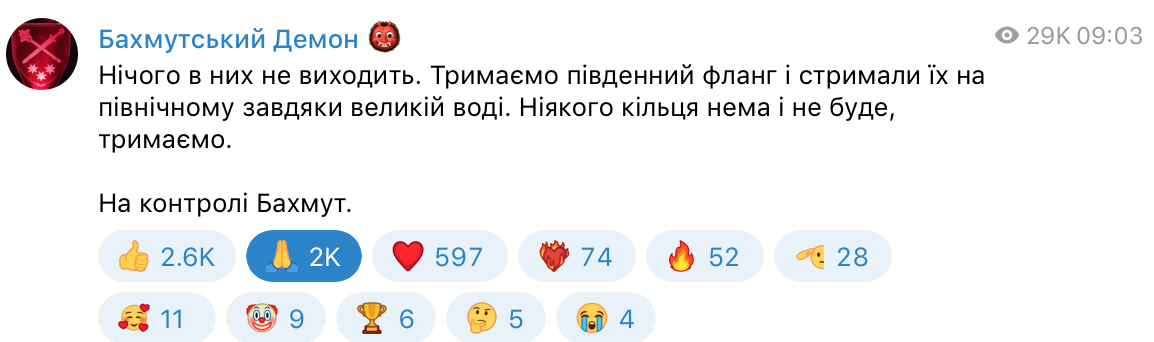 Бахмутський Демон 👹
29K 09:03
Нічого в них не виходить. Тримаємо південний фланг і стримали їх на
північному завдяки великій воді. Ніякого кільця нема і не буде,
тримаємо.
На контролі Бахмут.
👍 2.6K 🙏 2K ❤️ 597 ❤️‍🔥 74 🔥 52 🫡 28
🥰 11 🤡 9 🏆 6 🤔 5 😭 4